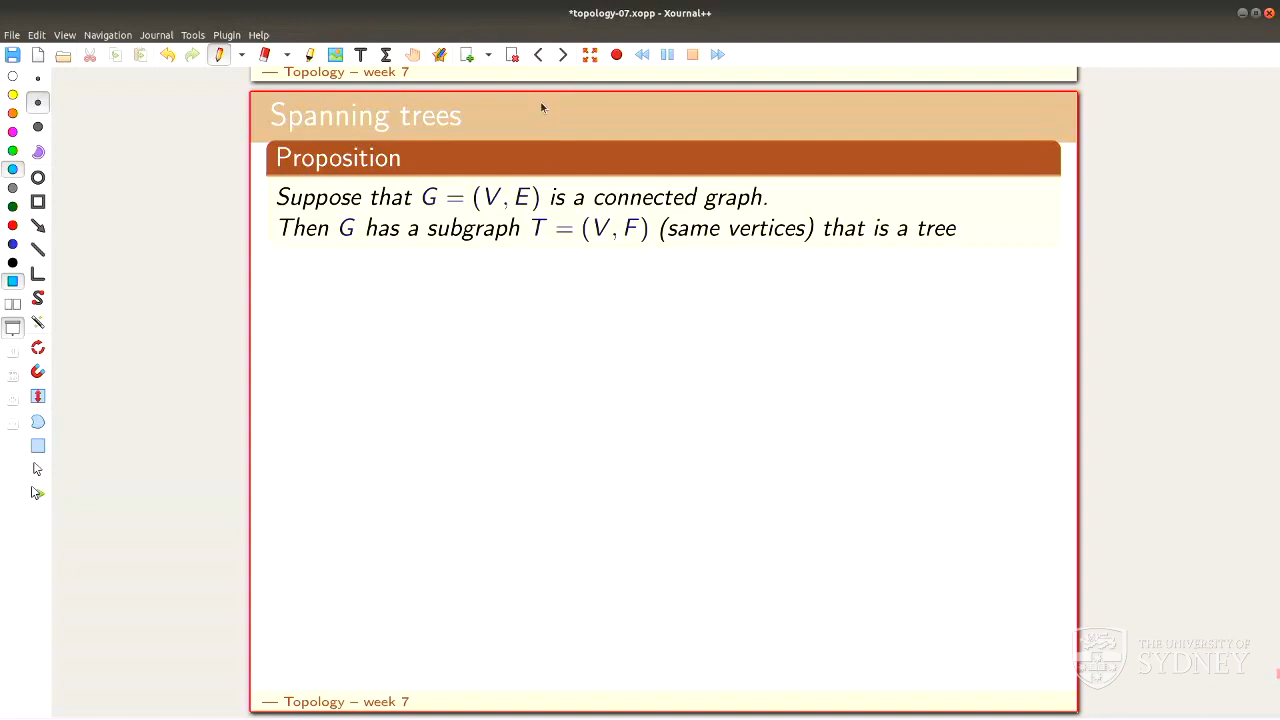 *topology-07.xopp - Xournal++
File Edit View Navigation Journal Tools Plugin Help
— Topology – week 7
Spanning trees
Proposition
Suppose that G = (V, E) is a connected graph.
Then G has a subgraph T = (V, F) (same vertices) that is a tree
THE UNIVERSITY OF
SYDNEY
— Topology – week 7